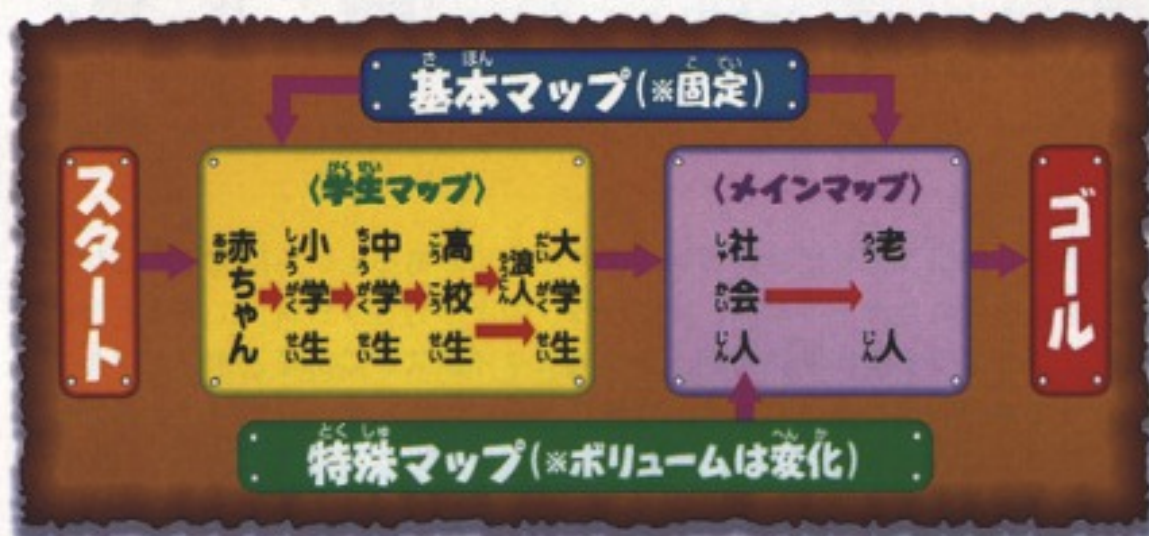 基本マップ(※固定)
スタート
〈学生マップ〉
赤ちゃん
小学生
中学生
高校生
浪人
大学生
〈メインマップ〉
社会人
老人
ゴール
特殊マップ(※ボリュームは変化)